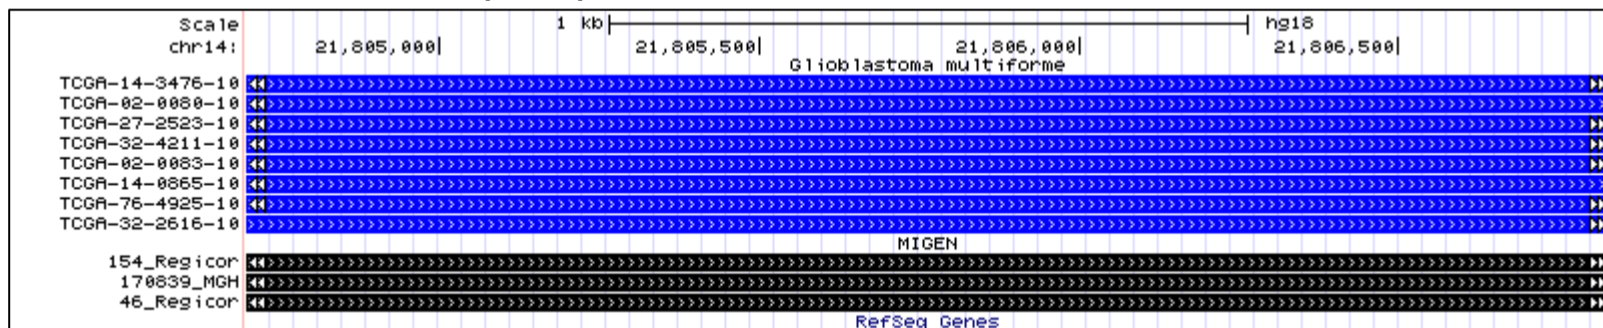 Scale 1 kb hg18
chr14: 21,805,000 21,805,500 21,806,000 21,806,500
Glioblastoma multiforme
TCGA-14-3476-10
TCGA-02-0080-10
TCGA-27-2523-10
TCGA-32-4211-10
TCGA-02-0083-10
TCGA-14-0865-10
TCGA-76-4925-10
TCGA-32-2616-10
MIGEN
154_Regicor
170839_MGH
46_Regicor
RefSeq Genes